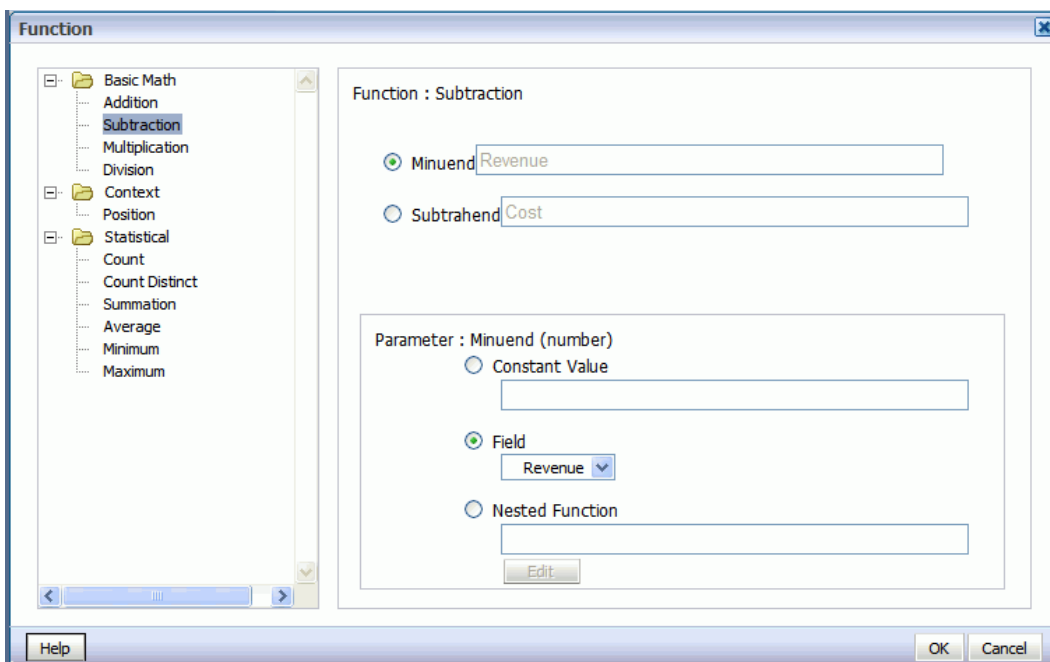 Function
Basic Math
Addition
Subtraction
Multiplication
Division
Context
Position
Statistical
Count
Count Distinct
Summation
Average
Minimum
Maximum
Function : Subtraction
Minuend Revenue
Subtrahend Cost
Parameter : Minuend (number)
Constant Value
Field
Revenue
Nested Function
Edit
Help
OK
Cancel